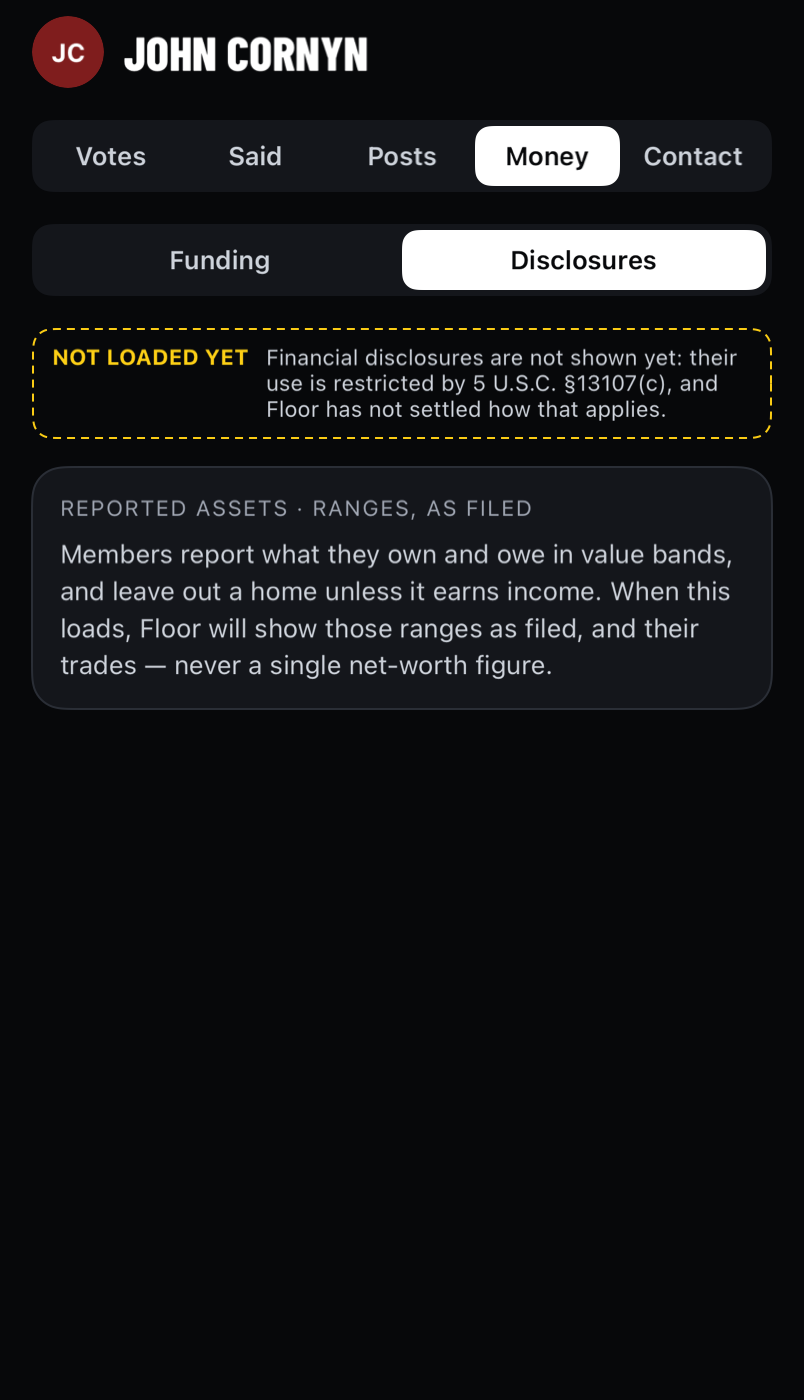 JC
JOHN CORNYN
Votes
Said
Posts
Money
Contact
Funding
Disclosures
NOT LOADED YET
Financial disclosures are not shown yet: their
use is restricted by 5 U.S.C. §13107(c), and
Floor has not settled how that applies.
REPORTED ASSETS · RANGES, AS FILED
Members report what they own and owe in value bands,
and leave out a home unless it earns income. When this
loads, Floor will show those ranges as filed, and their
trades — never a single net-worth figure.